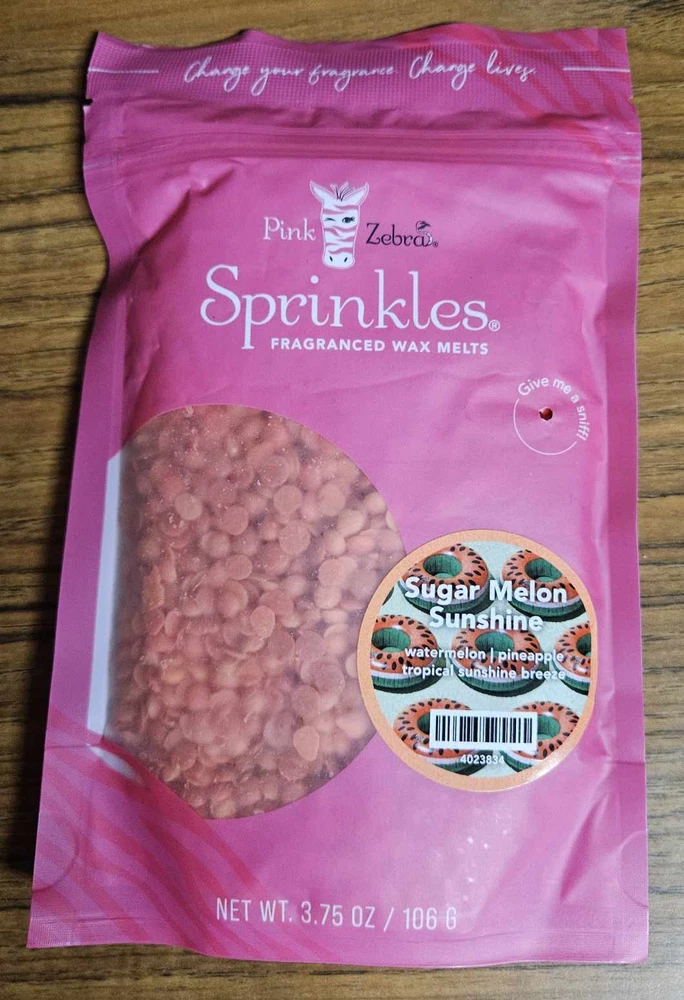 Change your fragrance. Change lives.
Pink Zebra®
Sprinkles®
FRAGRANCED WAX MELTS
Give me a sniff!
Sugar Melon
Sunshine
watermelon | pineapple
tropical sunshine breeze
4023834
NET WT. 3.75 OZ / 106 G